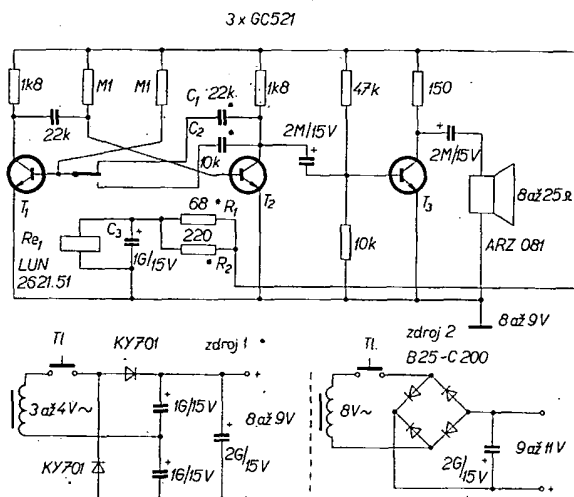 3 x GC521
1k8
M1
M1
C1
22k
1k8
47k
150
22k
C2
10k
2M/15V
2M/15V
T1
T2
T3
8až25Ω
68
R1
Re1
C3
1G/15V
220
R2
10k
ARZ 081
LUN
2621.51
8až9V
Tl
KY701
zdroj 1
Tl.
zdroj 2
B25-C200
3až4V~
1G/15V
8až9V
8V~
9až11V
KY701
1G/15V
2G/
15V
2G/
15V